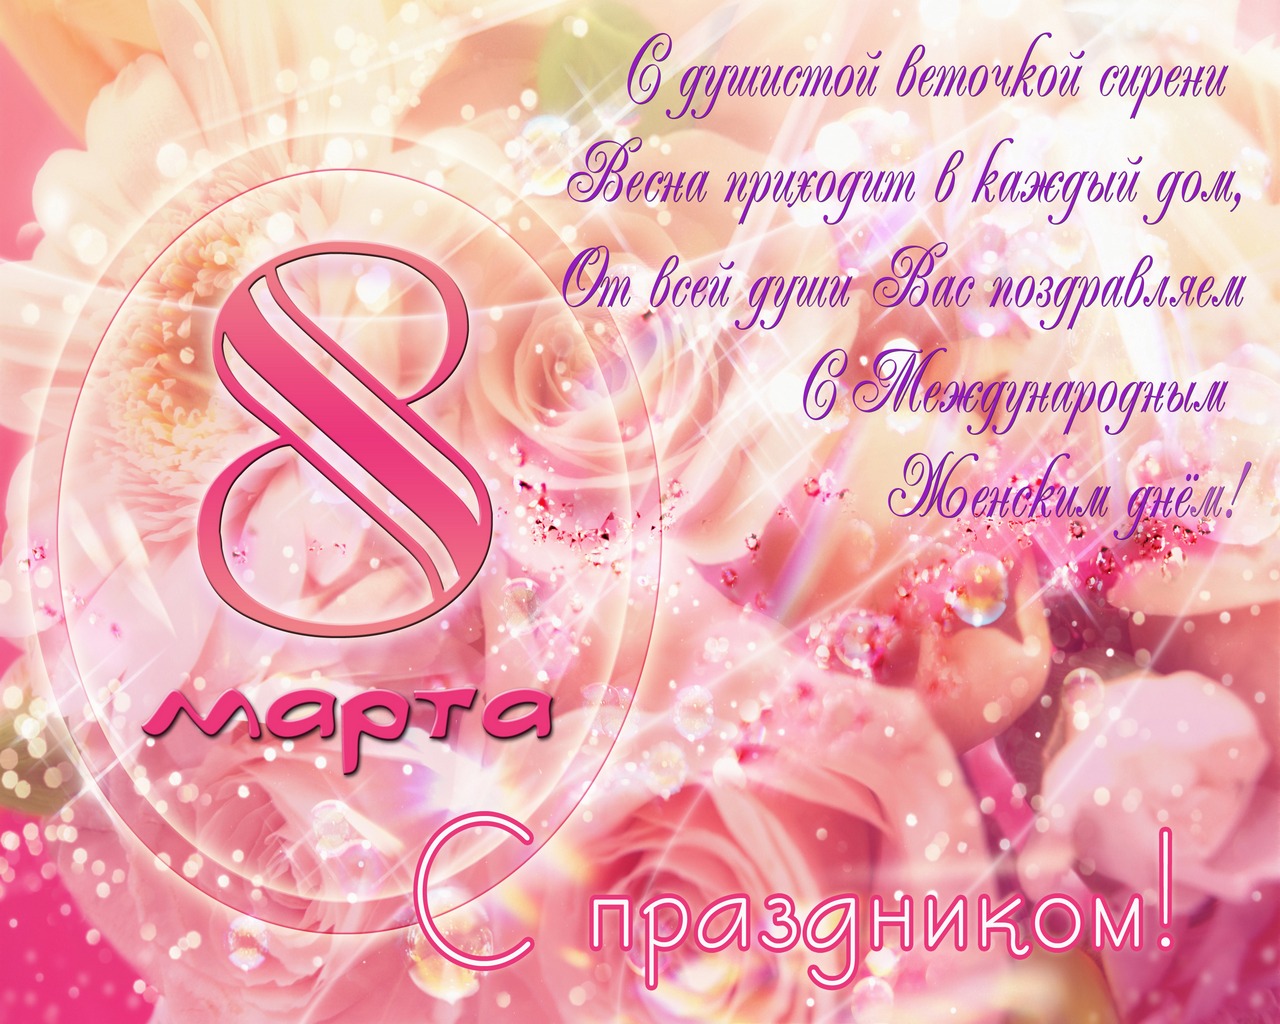 С душистой веточкой сирени
Весна приходит в каждый дом,
От всей души Вас поздравляем
С Международным
Женским днём!
8
марта
С праздником!